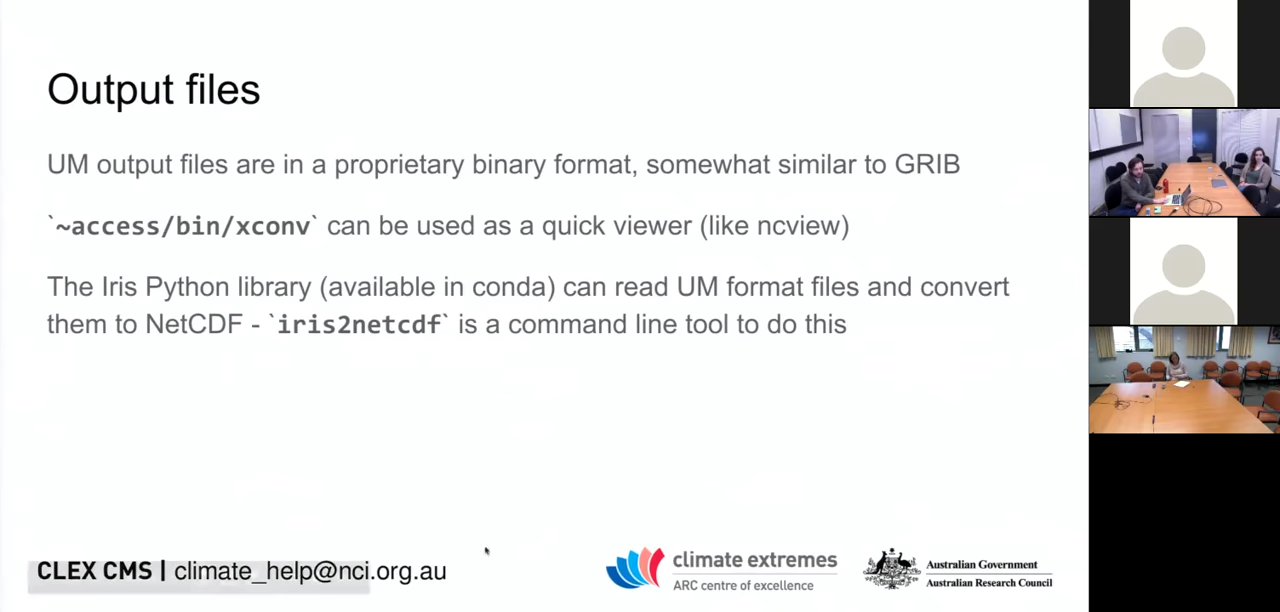 Output files
UM output files are in a proprietary binary format, somewhat similar to GRIB
`~access/bin/xconv` can be used as a quick viewer (like ncview)
The Iris Python library (available in conda) can read UM format files and convert
them to NetCDF - `iris2netcdf` is a command line tool to do this
CLEX CMS | climate_help@nci.org.au
climate extremes
ARC centre of excellence
Australian Government
Australian Research Council